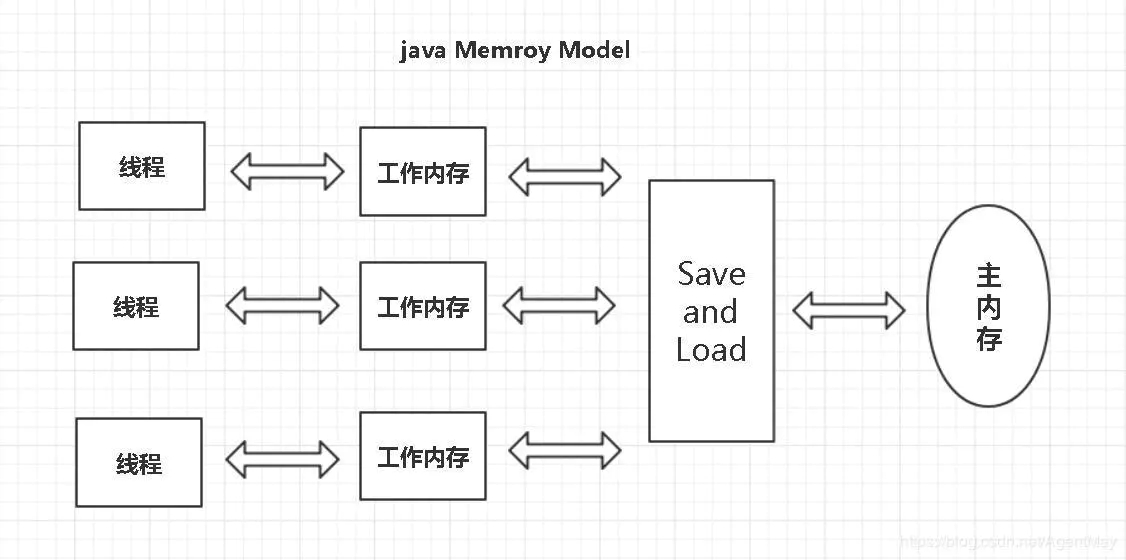 java Memroy Model
线程
工作内存
线程
工作内存
线程
工作内存
Save
and
Load
主
内
存
https://blog.csdn.net/AgentMay